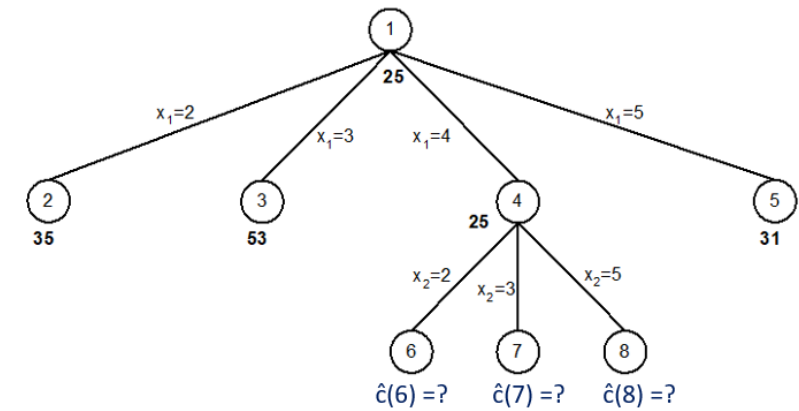 1
25
x₁=2
x₁=3
x₁=4
x₁=5
2
3
4
5
35
53
25
31
x₂=2
x₂=3
x₂=5
6
7
8
ĉ(6) =?
ĉ(7) =?
ĉ(8) =?